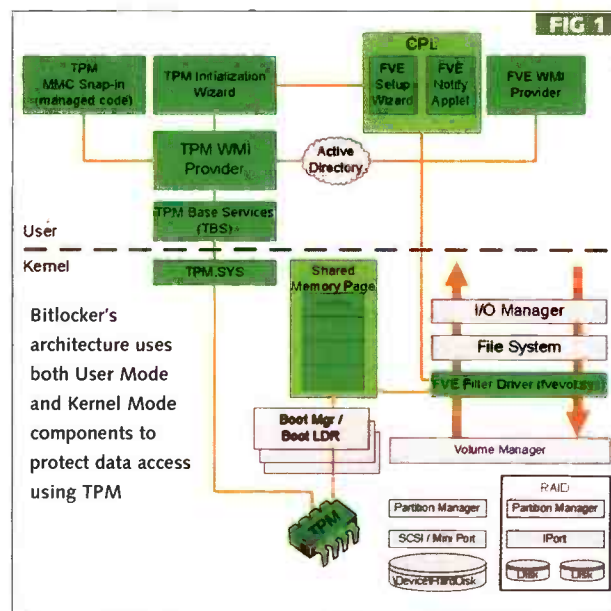 FIG 1
CPL
TPM
MMC Snap-in
(managed code)
TPM Initialization
Wizard
FVE
Setup
Wizard
FVE
Notify
Applet
FVE WMI
Provider
TPM WMI
Provider
Active
Directory
TPM Base Services
(TBS)
User
Kernel
TPM.SYS
Shared
Memory Page
I/O Manager
File System
FVE Filter Driver (fvevol.sys)
Volume Manager
Bitlocker's
architecture uses
both User Mode
and Kernel Mode
components to
protect data access
using TPM
Boot Mgr /
Boot LDR
TPM
Partition Manager
SCSI / Mini Port
\Device\HardDisk
RAID
Partition Manager
IPort
Disk
Disk